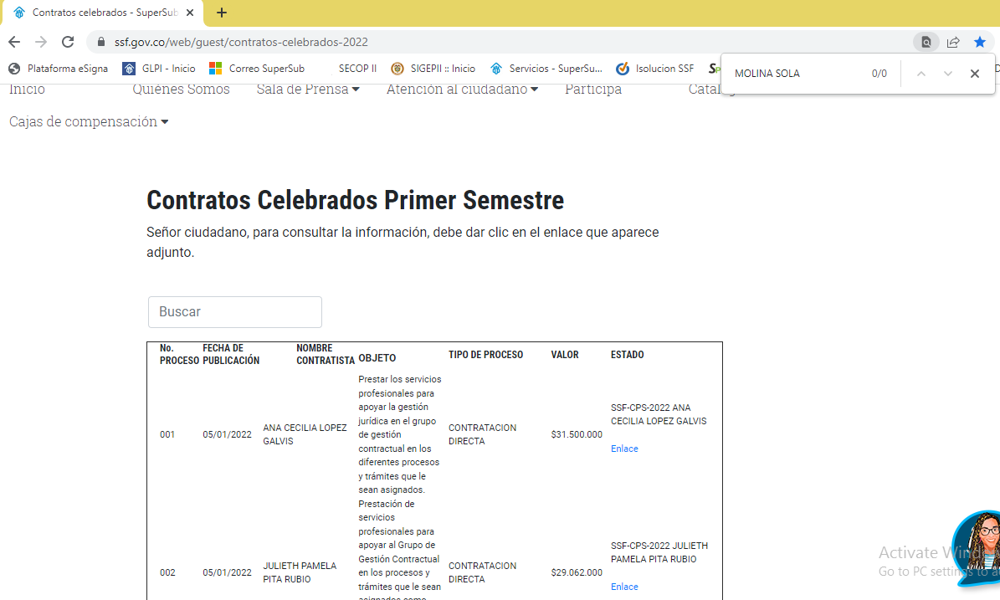 Contratos celebrados - SuperSub
ssf.gov.co/web/guest/contratos-celebrados-2022
Plataforma eSigna GLPI - Inicio Correo SuperSub SECOP II SIGEPII :: Inicio Servicios - SuperSu... Isolucion SSF
MOLINA SOLA 0/0
Inicio Quiénes Somos Sala de Prensa Atención al ciudadano Participa
Cajas de compensación
Contratos Celebrados Primer Semestre
Señor ciudadano, para consultar la información, debe dar clic en el enlace que aparece
adjunto.
Buscar
No. PROCESO
FECHA DE PUBLICACIÓN
NOMBRE CONTRATISTA
OBJETO
TIPO DE PROCESO
VALOR
ESTADO
001
05/01/2022
ANA CECILIA LOPEZ
GALVIS
Prestar los servicios
profesionales para
apoyar la gestión
jurídica en el grupo
de gestión
contractual en los
diferentes procesos
y trámites que le
sean asignados.
CONTRATACION
DIRECTA
$31.500.000
SSF-CPS-2022 ANA
CECILIA LOPEZ GALVIS
Enlace
002
05/01/2022
JULIETH PAMELA
PITA RUBIO
Prestación de
servicios
profesionales para
apoyar al Grupo de
Gestión Contractual
en los procesos y
trámites que le sean
asignados como
CONTRATACION
DIRECTA
$29.062.000
SSF-CPS-2022 JULIETH
PAMELA PITA RUBIO
Enlace
Activate
Go to PC settings to